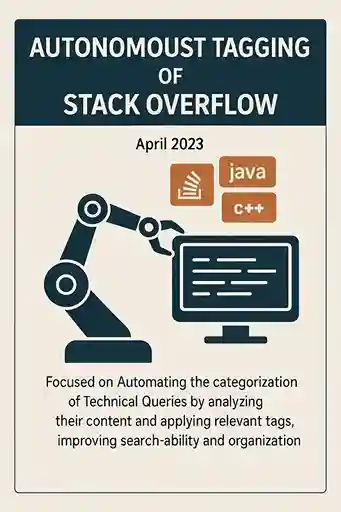 AUTONOMOUST TAGGING
OF
STACK OVERFLOW
April 2023
java
c++
Focused on Automating the categorization
of Technical Queries by analyzing
their content and applying relevant tags,
improving search-ability and organization